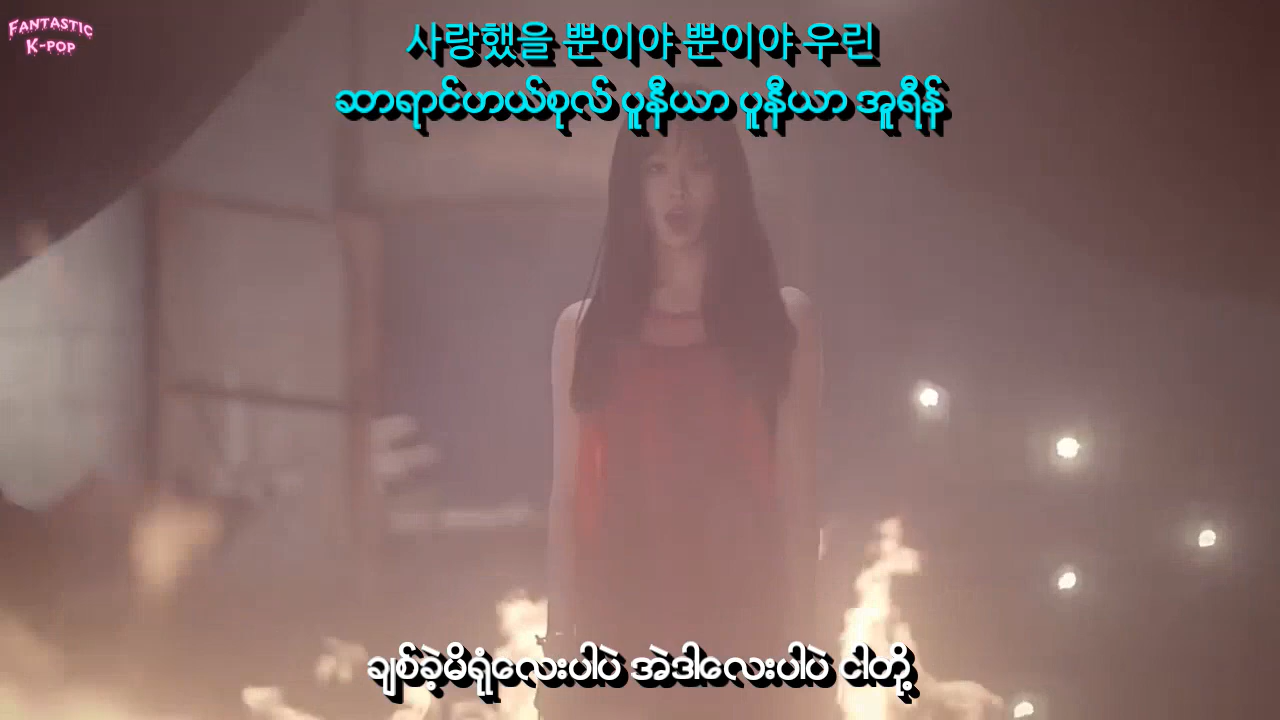 FANTASTIC
K-POP
사랑했을 뿐이야 뿐이야 우린
ဆာရာင်ဟယ်စုလ် ပူနီယာ ပူနီယာ အူရီန်
ချစ်ခဲ့မိရုံလေးပါပဲ အဲဒါလေးပါပဲ ငါတို့